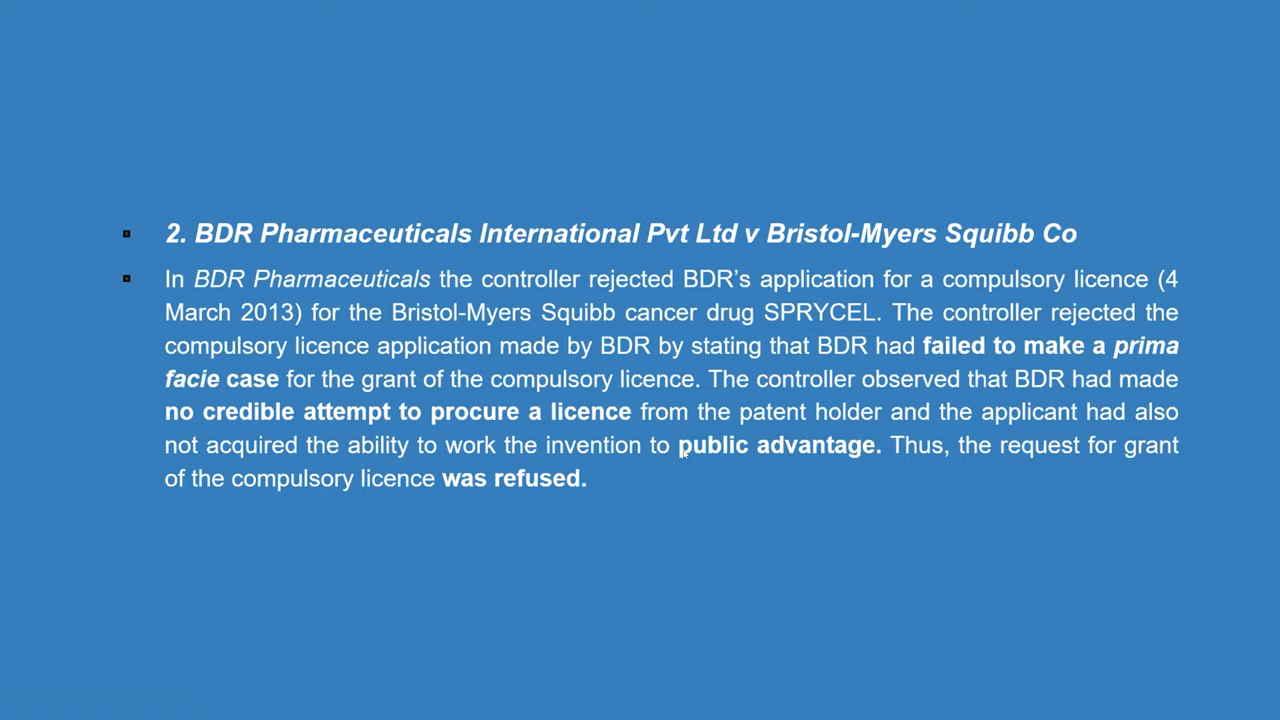 2. BDR Pharmaceuticals International Pvt Ltd v Bristol-Myers Squibb Co
In BDR Pharmaceuticals the controller rejected BDR’s application for a compulsory licence (4
March 2013) for the Bristol-Myers Squibb cancer drug SPRYCEL. The controller rejected the
compulsory licence application made by BDR by stating that BDR had failed to make a prima
facie case for the grant of the compulsory licence. The controller observed that BDR had made
no credible attempt to procure a licence from the patent holder and the applicant had also
not acquired the ability to work the invention to public advantage. Thus, the request for grant
of the compulsory licence was refused.